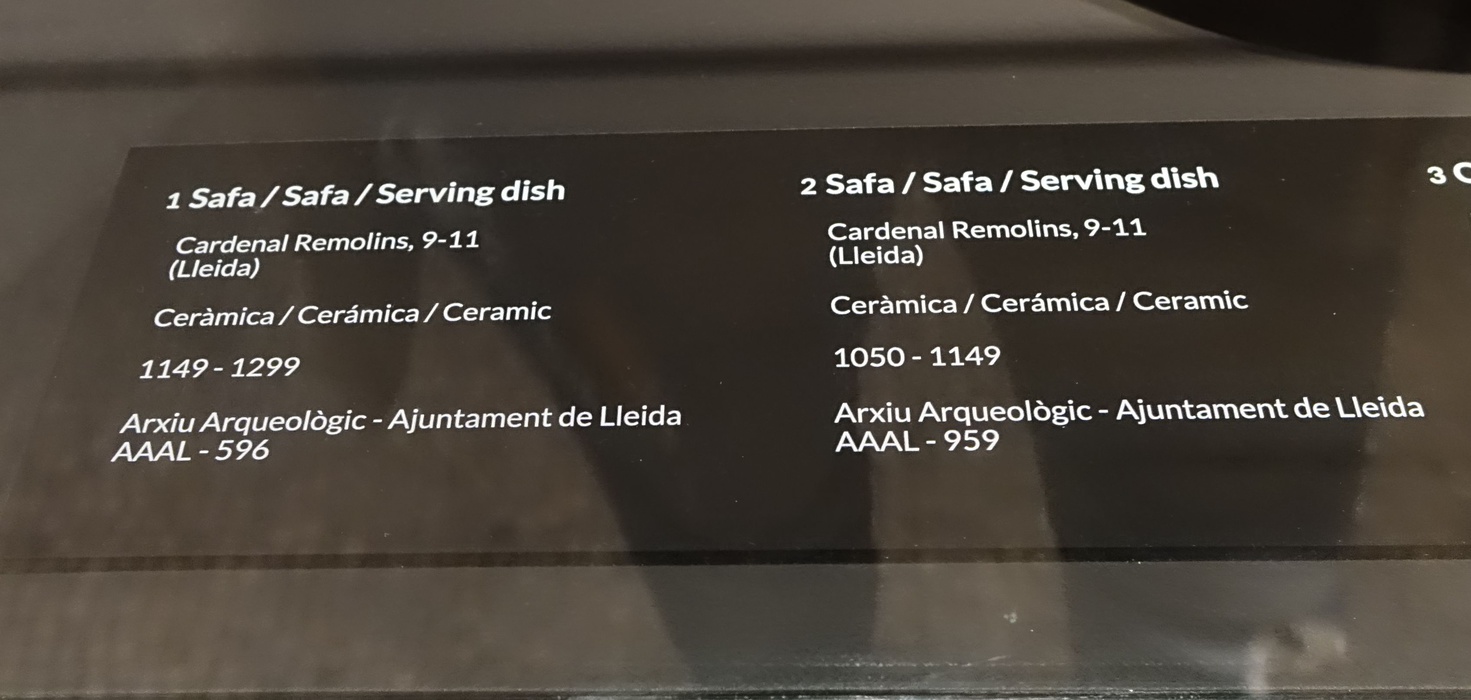 1 Safa / Safa / Serving dish
Cardenal Remolins, 9-11
(Lleida)
Ceràmica / Cerámica / Ceramic
1149 - 1299
Arxiu Arqueològic - Ajuntament de Lleida
AAAL - 596
2 Safa / Safa / Serving dish
Cardenal Remolins, 9-11
(Lleida)
Ceràmica / Cerámica / Ceramic
1050 - 1149
Arxiu Arqueològic - Ajuntament de Lleida
AAAL - 959
3